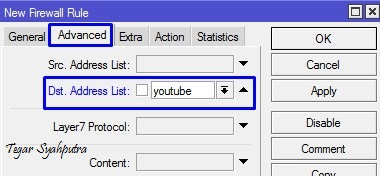 New Firewall Rule
General Advanced Extra Action Statistics
Src. Address List:
Dst. Address List: youtube
Layer7 Protocol:
Content:
OK
Cancel
Apply
Disable
Comment
Copy
Tegar Syahputra